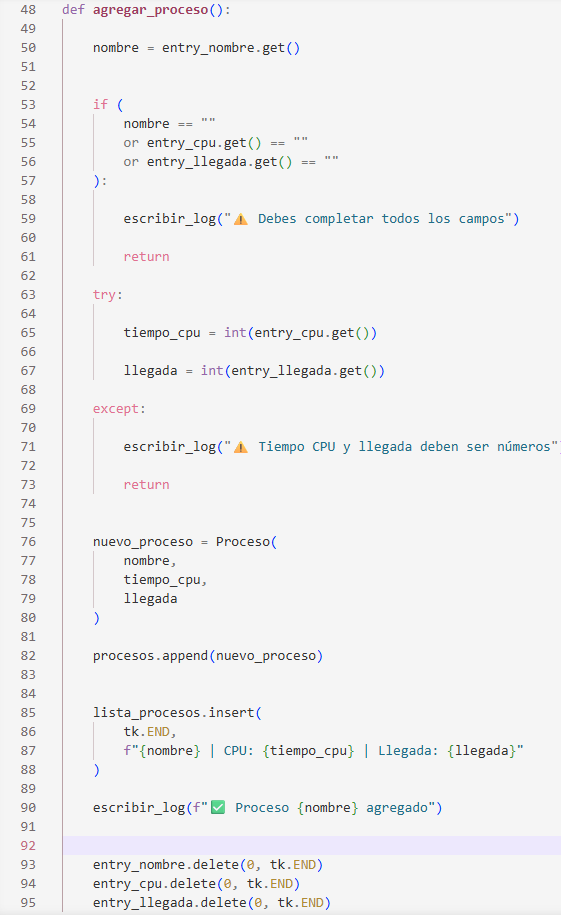 48 def agregar_proceso():
49
50     nombre = entry_nombre.get()
51
52
53     if (
54         nombre == ""
55         or entry_cpu.get() == ""
56         or entry_llegada.get() == ""
57     ):
58
59         escribir_log("⚠️ Debes completar todos los campos")
60
61         return
62
63     try:
64
65         tiempo_cpu = int(entry_cpu.get())
66
67         llegada = int(entry_llegada.get())
68
69     except:
70
71         escribir_log("⚠️ Tiempo CPU y llegada deben ser números")
72
73         return
74
75
76     nuevo_proceso = Proceso(
77         nombre,
78         tiempo_cpu,
79         llegada
80     )
81
82     procesos.append(nuevo_proceso)
83
84
85     lista_procesos.insert(
86         tk.END,
87         f"{nombre} | CPU: {tiempo_cpu} | Llegada: {llegada}"
88     )
89
90     escribir_log(f"✅ Proceso {nombre} agregado")
91
92
93     entry_nombre.delete(0, tk.END)
94     entry_cpu.delete(0, tk.END)
95     entry_llegada.delete(0, tk.END)